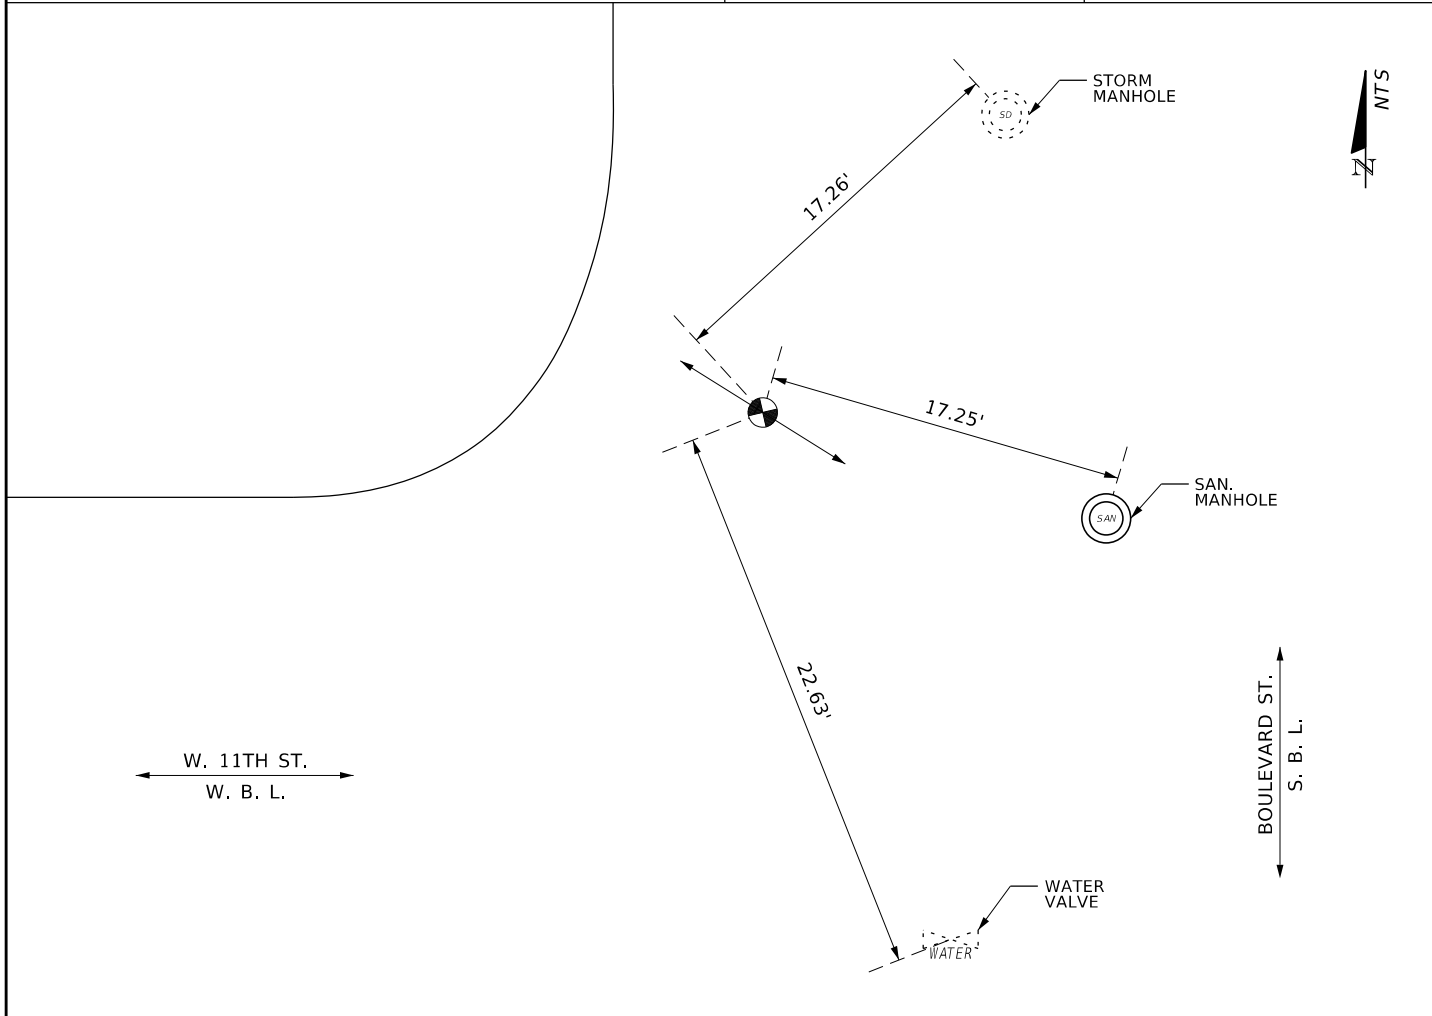 STORM
MANHOLE
NTS
SD
N
17.26'
17.25'
SAN.
MANHOLE
SAN
22.63'
W. 11TH ST.
W. B. L.
BOULEVARD ST.
S. B. L.
WATER
VALVE
WATER